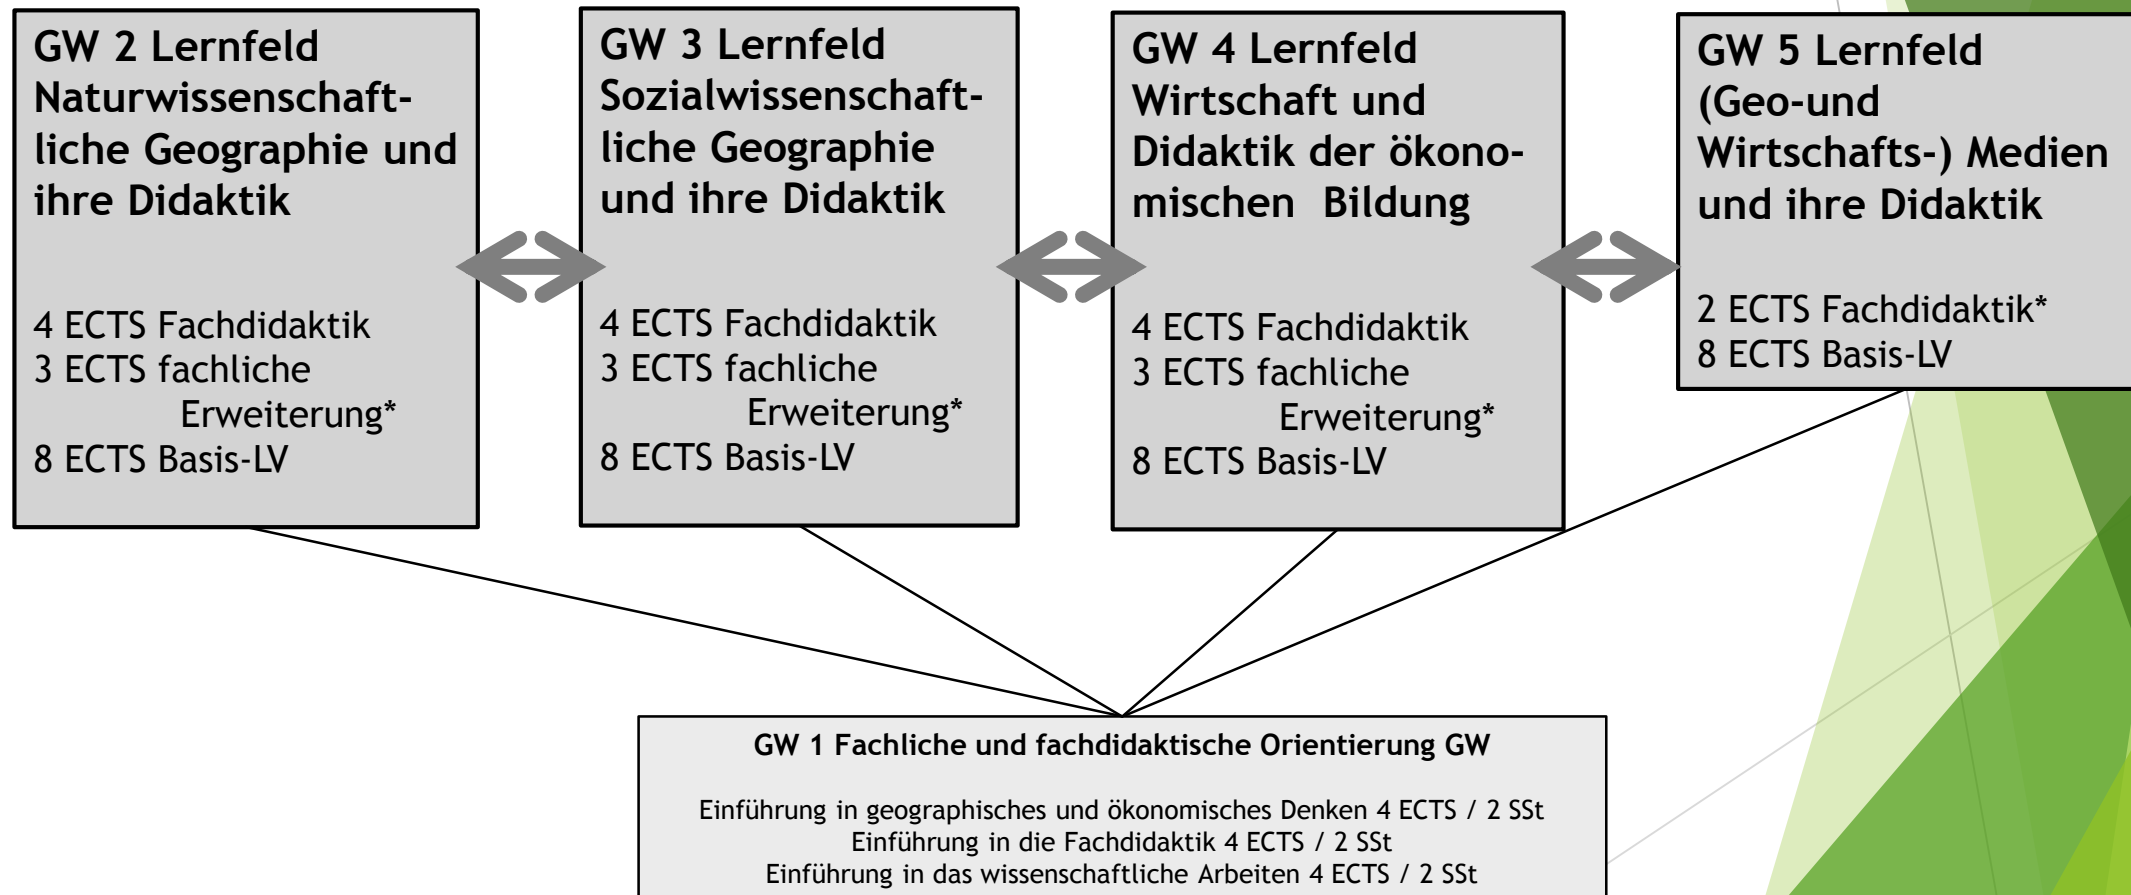 GW 2 Lernfeld
Naturwissenschaft-
liche Geographie und
ihre Didaktik
4 ECTS Fachdidaktik
3 ECTS fachliche
Erweiterung*
8 ECTS Basis-LV
GW 3 Lernfeld
Sozialwissenschaft-
liche Geographie
und ihre Didaktik
4 ECTS Fachdidaktik
3 ECTS fachliche
Erweiterung*
8 ECTS Basis-LV
GW 4 Lernfeld
Wirtschaft und
Didaktik der ökono-
mischen  Bildung
4 ECTS Fachdidaktik
3 ECTS fachliche
Erweiterung*
8 ECTS Basis-LV
GW 5 Lernfeld
(Geo-und
Wirtschafts-) Medien
und ihre Didaktik
2 ECTS Fachdidaktik*
8 ECTS Basis-LV
GW 1 Fachliche und fachdidaktische Orientierung GW
Einführung in geographisches und ökonomisches Denken 4 ECTS / 2 SSt
Einführung in die Fachdidaktik 4 ECTS / 2 SSt
Einführung in das wissenschaftliche Arbeiten 4 ECTS / 2 SSt